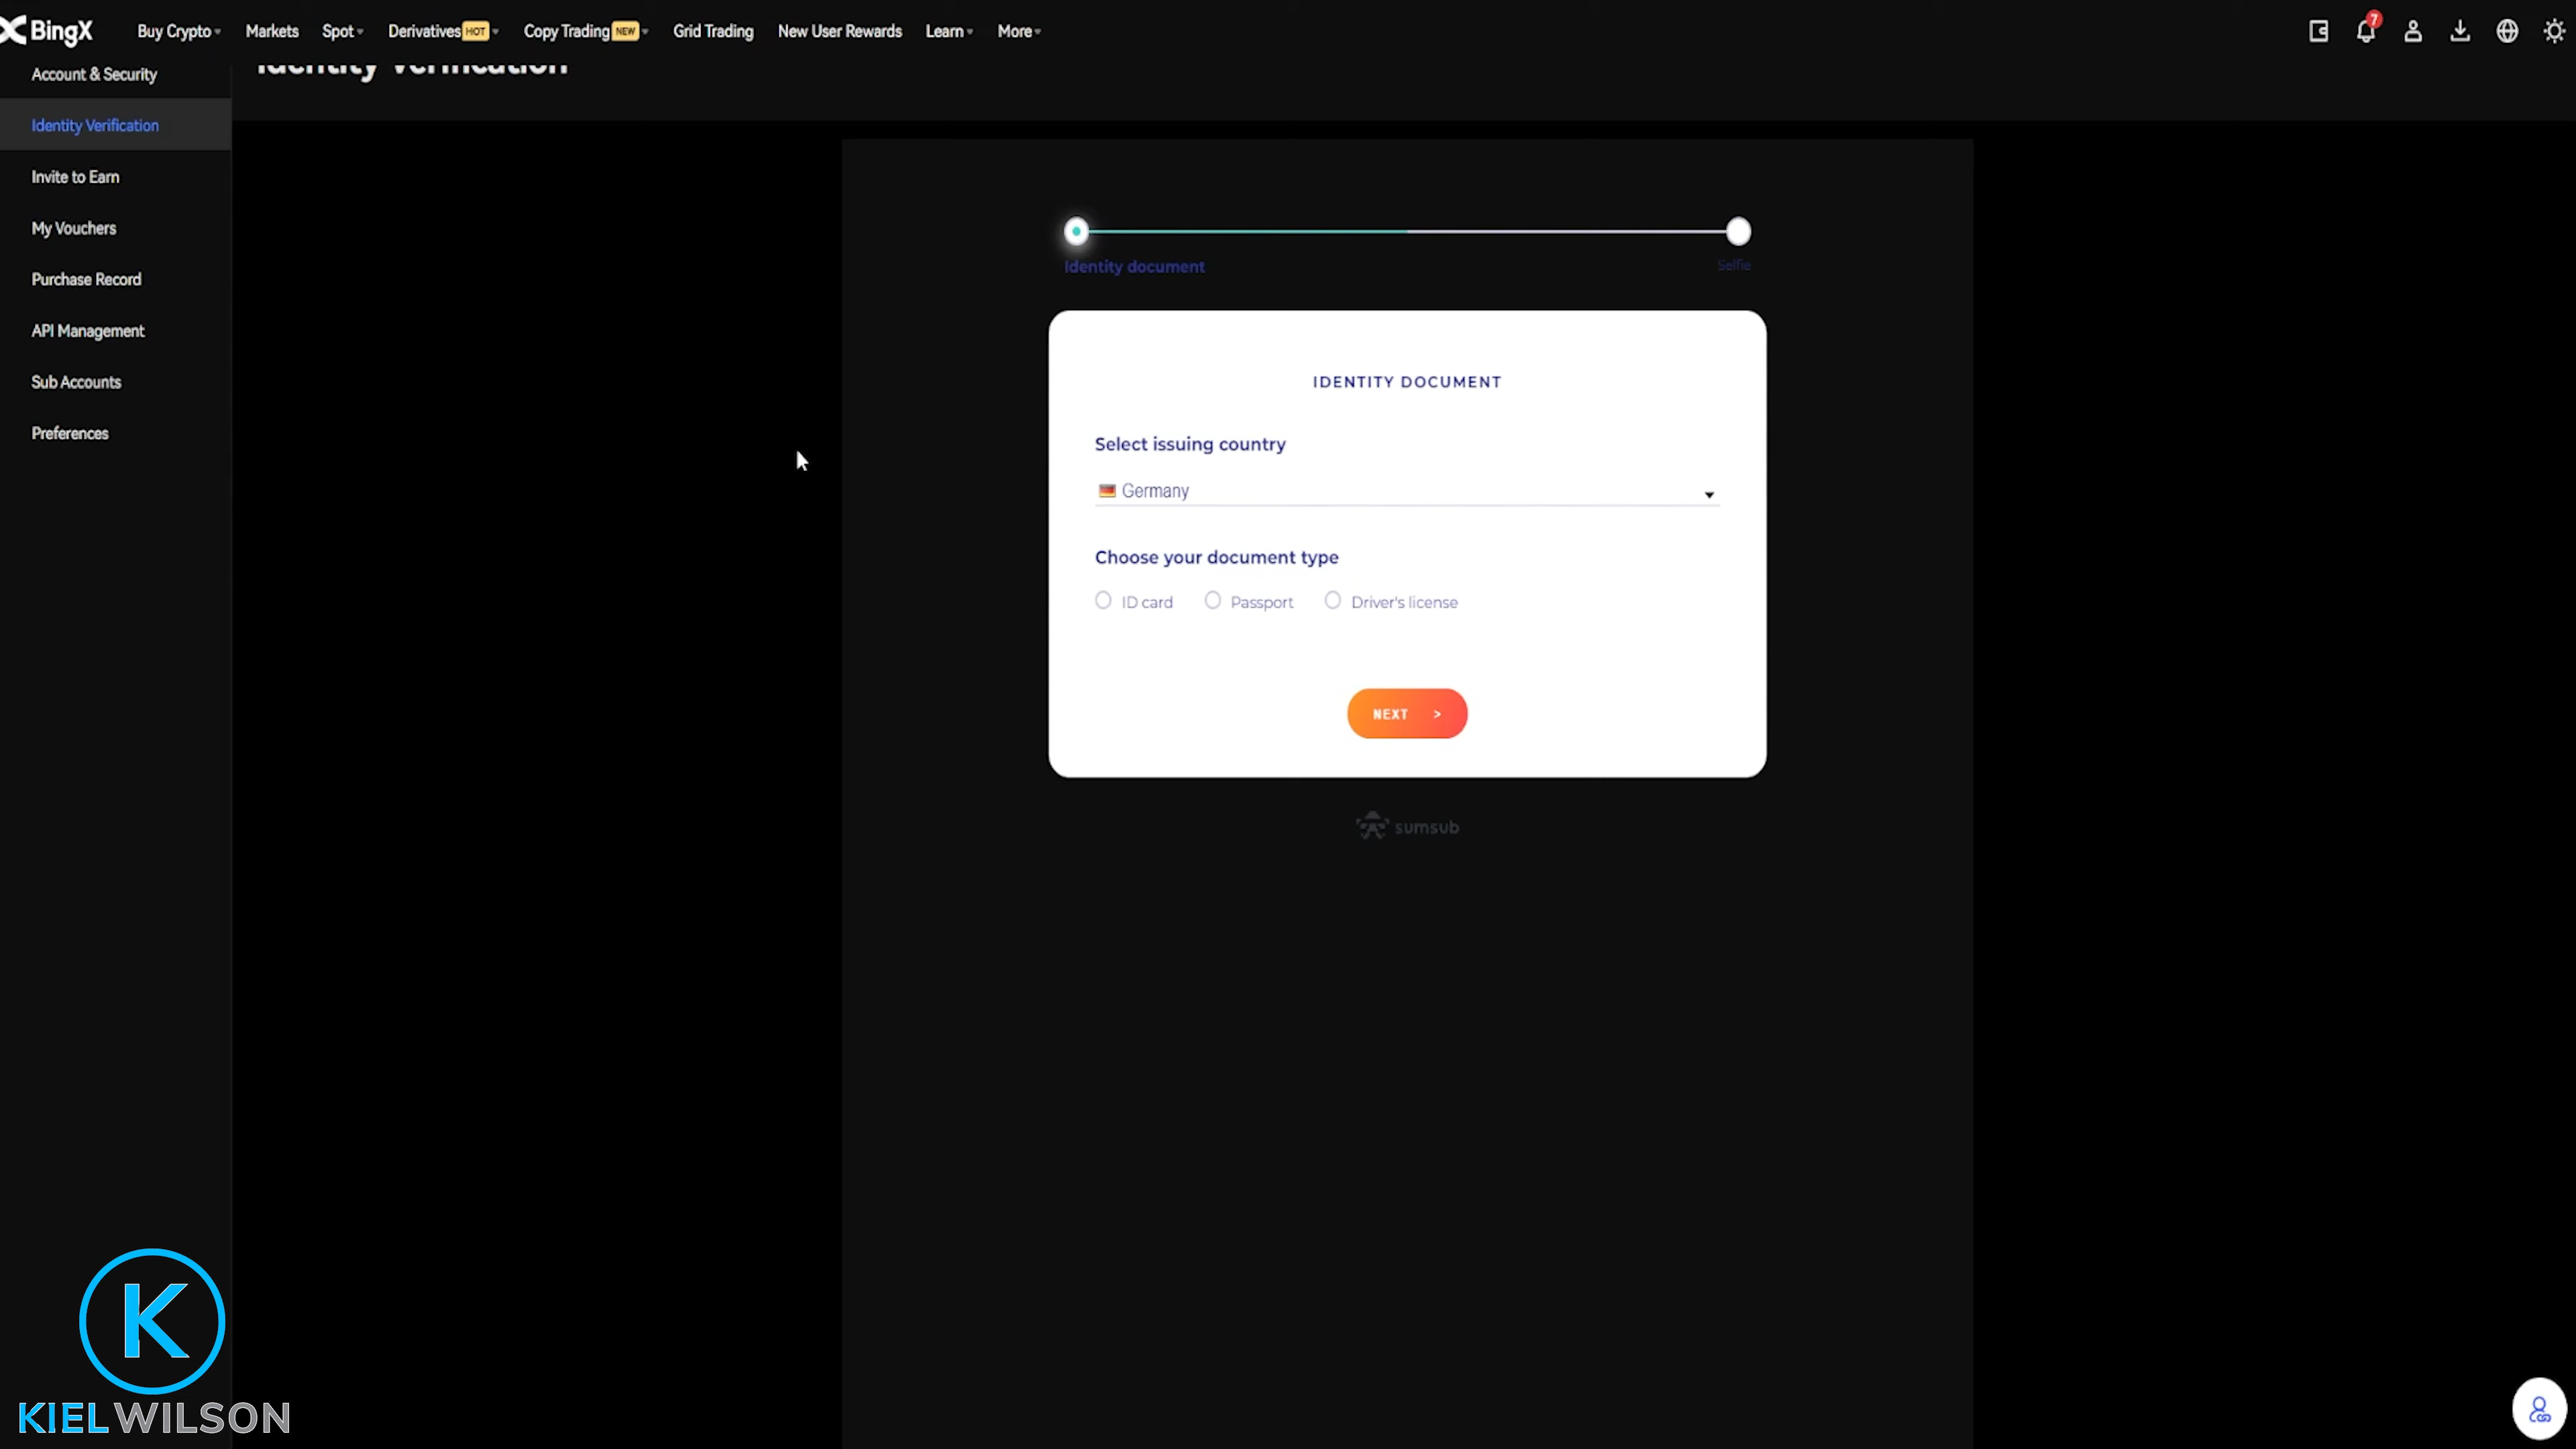 BingX Buy Crypto Markets Spot Derivatives HOT Copy Trading NEW Grid Trading New User Rewards Learn More 7
Identity Verification
Account & Security
Identity Verification
Invite to Earn
My Vouchers
Purchase Record
API Management
Sub Accounts
Preferences
Identity document
Selfie
IDENTITY DOCUMENT
Select issuing country
Germany
Choose your document type
ID card Passport Driver's license
NEXT >
sumsub
K
KIELWILSON